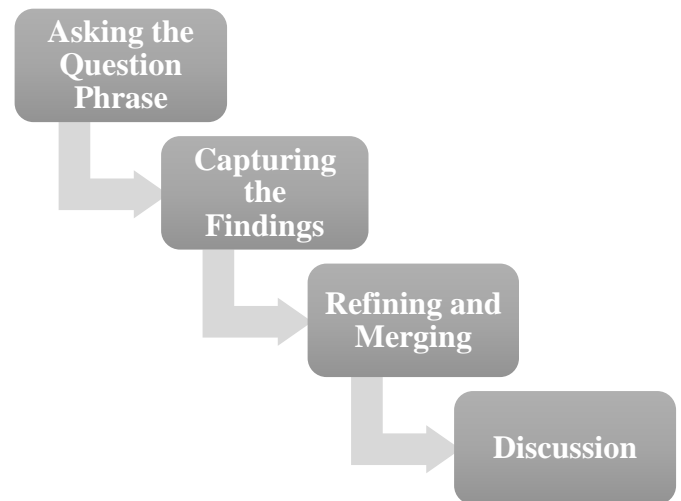 Asking the
Question
Phrase
Capturing
the
Findings
Refining and
Merging
Discussion